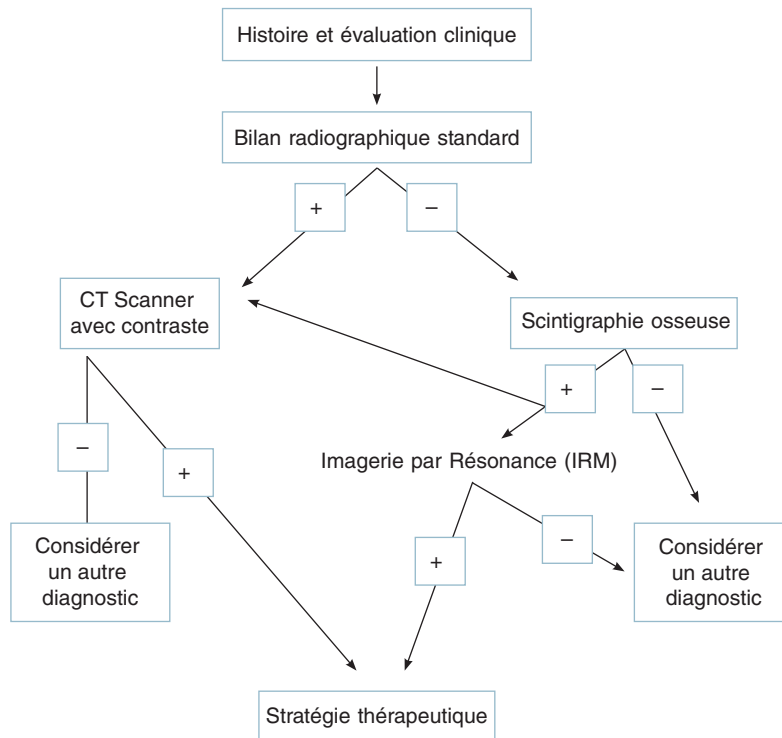 Histoire et évaluation clinique
Bilan radiographique standard
+
−
CT Scanner
avec contraste
Scintigraphie osseuse
+
−
−
+
Imagerie par Résonance (IRM)
+
−
Considérer
un autre
diagnostic
Considérer
un autre
diagnostic
Stratégie thérapeutique